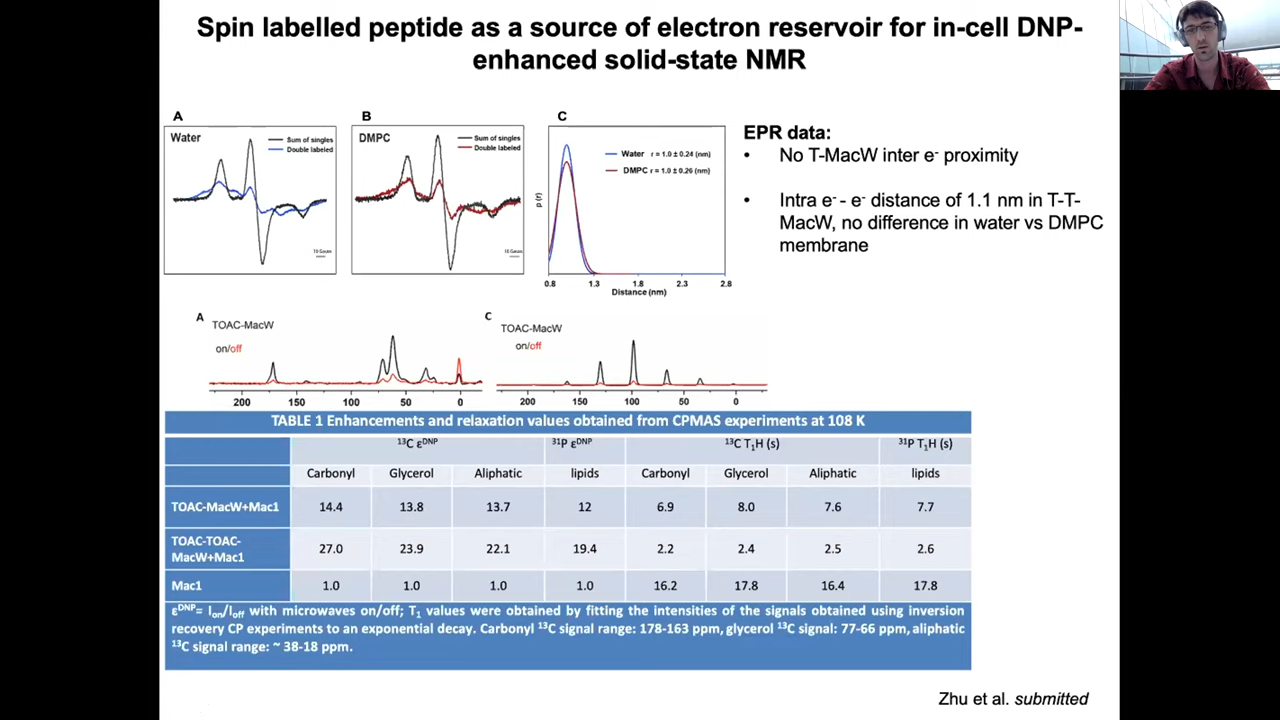 Spin labelled peptide as a source of electron reservoir for in-cell DNP-
enhanced solid-state NMR
A
B
C
Water
Sum of singles
Double labeled
10 Gauss
DMPC
Sum of singles
Double labeled
10 Gauss
Water r = 1.0 ± 0.24 (nm)
DMPC r = 1.0 ± 0.26 (nm)
ρ (r)
0.8 1.3 1.8 2.3 2.8
Distance (nm)
EPR data:
• No T-MacW inter e- proximity
• Intra e- - e- distance of 1.1 nm in T-T-
MacW, no difference in water vs DMPC
membrane
A
TOAC-MacW
on/off
200 150 100 50 0
C
TOAC-MacW
on/off
200 150 100 50 0
TABLE 1 Enhancements and relaxation values obtained from CPMAS experiments at 108 K
13C εDNP 31P εDNP 13C T1H (s) 31P T1H (s)
Carbonyl Glycerol Aliphatic lipids Carbonyl Glycerol Aliphatic lipids
TOAC-MacW+Mac1 14.4 13.8 13.7 12 6.9 8.0 7.6 7.7
TOAC-TOAC-
MacW+Mac1 27.0 23.9 22.1 19.4 2.2 2.4 2.5 2.6
Mac1 1.0 1.0 1.0 1.0 16.2 17.8 16.4 17.8
εDNP= Ion/Ioff with microwaves on/off; T1 values were obtained by fitting the intensities of the signals obtained using inversion
recovery CP experiments to an exponential decay. Carbonyl 13C signal range: 178-163 ppm, glycerol 13C signal: 77-66 ppm, aliphatic
13C signal range: ~ 38-18 ppm.
Zhu et al. submitted